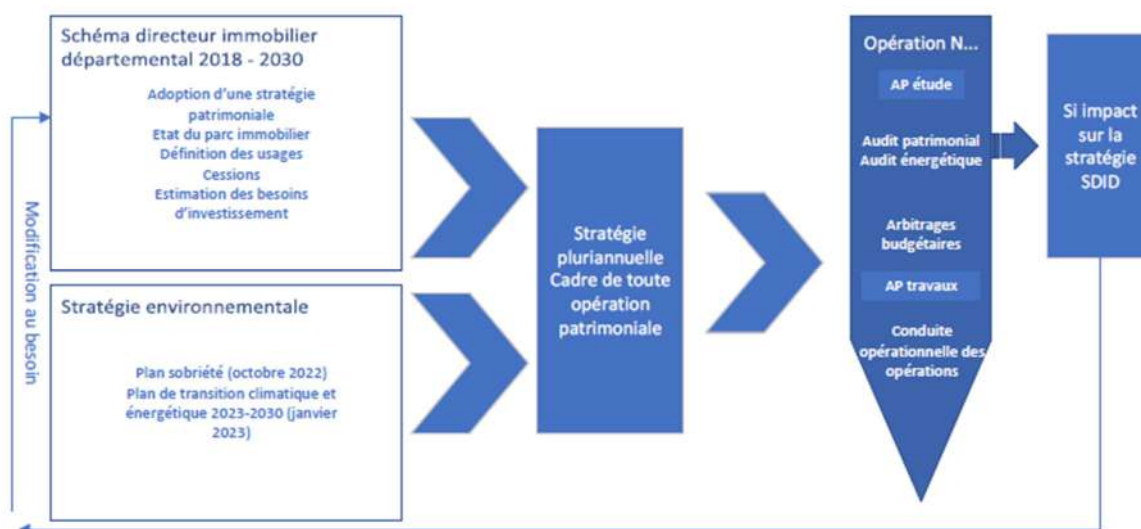 Schéma directeur immobilier
départemental 2018 - 2030
Adoption d'une stratégie
patrimoniale
Etat du parc immobilier
Définition des usages
Cessions
Estimation des besoins
d'investissement
Modification au besoin
Stratégie environnementale
Plan sobriété (octobre 2022)
Plan de transition climatique et
énergétique 2023-2030 (janvier
2023)
Stratégie
pluriannuelle
Cadre de toute
opération
patrimoniale
Opération N...
AP étude
Audit patrimonial
Audit énergétique
Arbitrages
budgétaires
AP travaux
Conduite
opérationnelle des
opérations
Si impact
sur la
stratégie
SDID